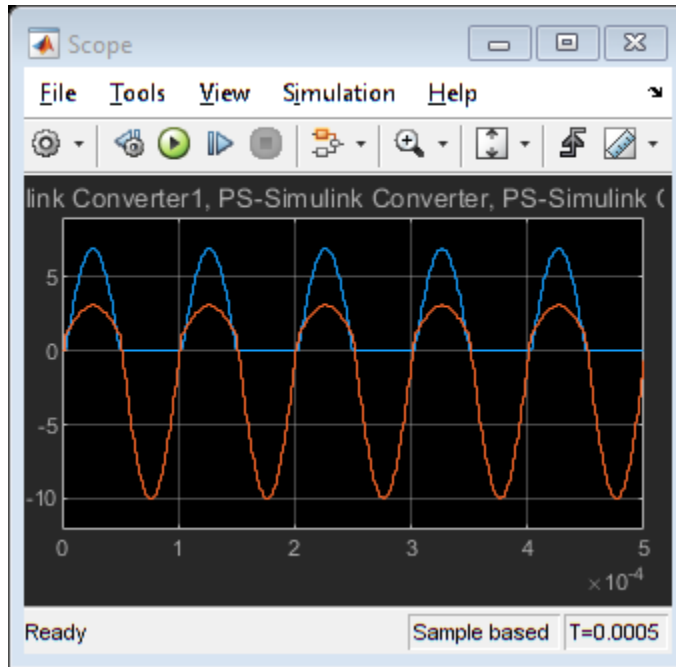 Scope
File Tools View Simulation Help
link Converter1, PS-Simulink Converter, PS-Simulink C
5
0
-5
-10
0 1 2 3 4 5
×10-4
Ready Sample based T=0.0005